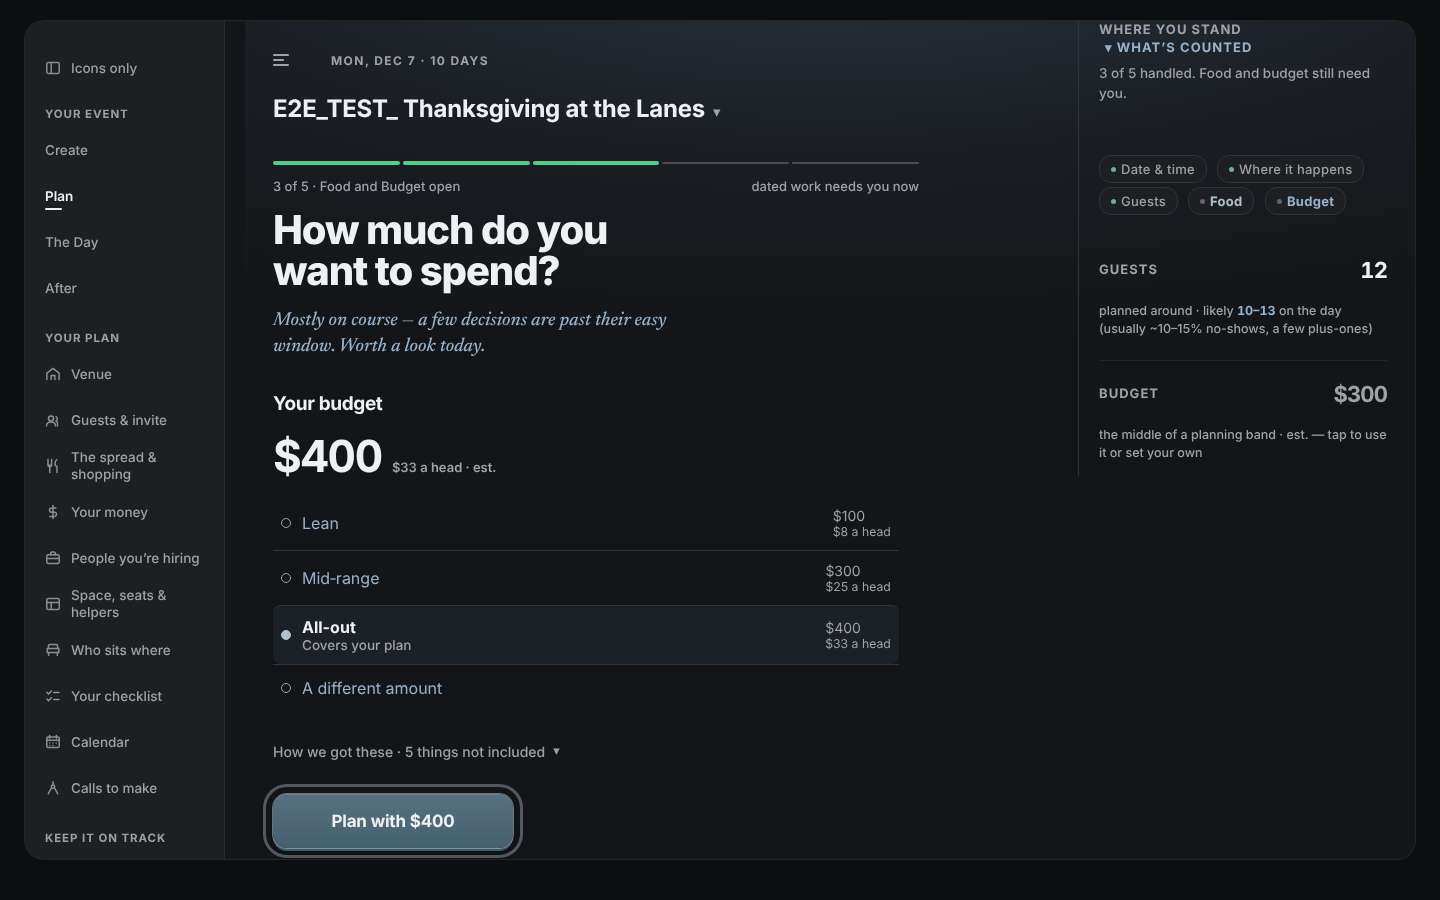 Icons only
YOUR EVENT
Create
Plan
The Day
After
YOUR PLAN
Venue
Guests & invite
The spread &
shopping
Your money
People you’re hiring
Space, seats &
helpers
Who sits where
Your checklist
Calendar
Calls to make
KEEP IT ON TRACK
MON, DEC 7 · 10 DAYS
E2E_TEST_ Thanksgiving at the Lanes ▾
3 of 5 · Food and Budget open
dated work needs you now
How much do you
want to spend?
Mostly on course — a few decisions are past their easy
window. Worth a look today.
Your budget
$400 $33 a head · est.
Lean
$100
$8 a head
Mid-range
$300
$25 a head
All-out
Covers your plan
$400
$33 a head
A different amount
How we got these · 5 things not included ▾
Plan with $400
WHERE YOU STAND
▾ WHAT’S COUNTED
3 of 5 handled. Food and budget still need
you.
Date & time
Where it happens
Guests
Food
Budget
GUESTS
12
planned around · likely 10–13 on the day
(usually ~10–15% no-shows, a few plus-ones)
BUDGET
$300
the middle of a planning band · est. — tap to use
it or set your own